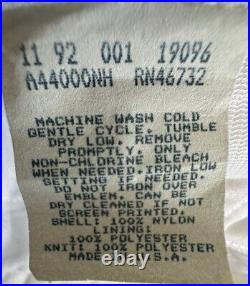 11 92 001 19096
A44000NH RN46732
MACHINE WASH COLD
GENTLE CYCLE. TUMBLE
DRY LOW. REMOVE
PROMPTLY. ONLY
NON-CHLORINE BLEACH
WHEN NEEDED. IRON LOW
SETTING IF NEEDED.
DO NOT IRON OVER
EMBLEM. CAN BE
DRY CLEANED IF NOT
SCREEN PRINTED.
SHELL: 100% NYLON
LINING:
100% POLYESTER
KNIT: 100% POLYESTER
MADE IN U.S.A.